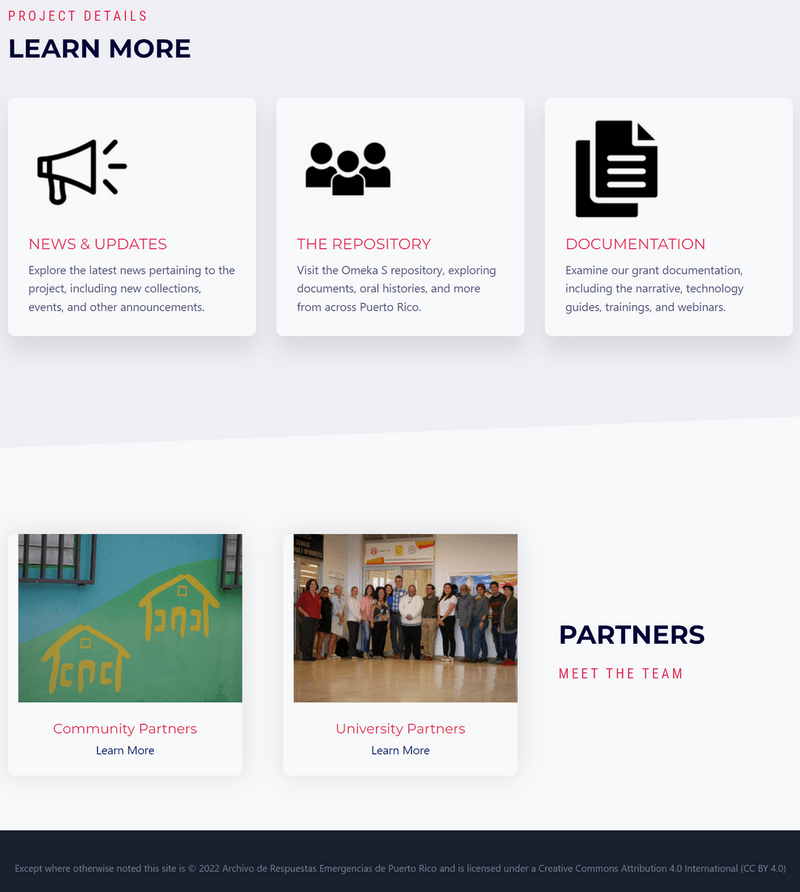 PROJECT DETAILS
LEARN MORE
NEWS & UPDATES
Explore the latest news pertaining to the
project, including new collections,
events, and other announcements.
THE REPOSITORY
Visit the Omeka S repository, exploring
documents, oral histories, and more
from across Puerto Rico.
DOCUMENTATION
Examine our grant documentation,
including the narrative, technology
guides, trainings, and webinars.
Community Partners
Learn More
University Partners
Learn More
PARTNERS
MEET THE TEAM
Except where otherwise noted this site is © 2022 Archivo de Respuestas Emergencias de Puerto Rico and is licensed under a Creative Commons Attribution 4.0 International (CC BY 4.0)